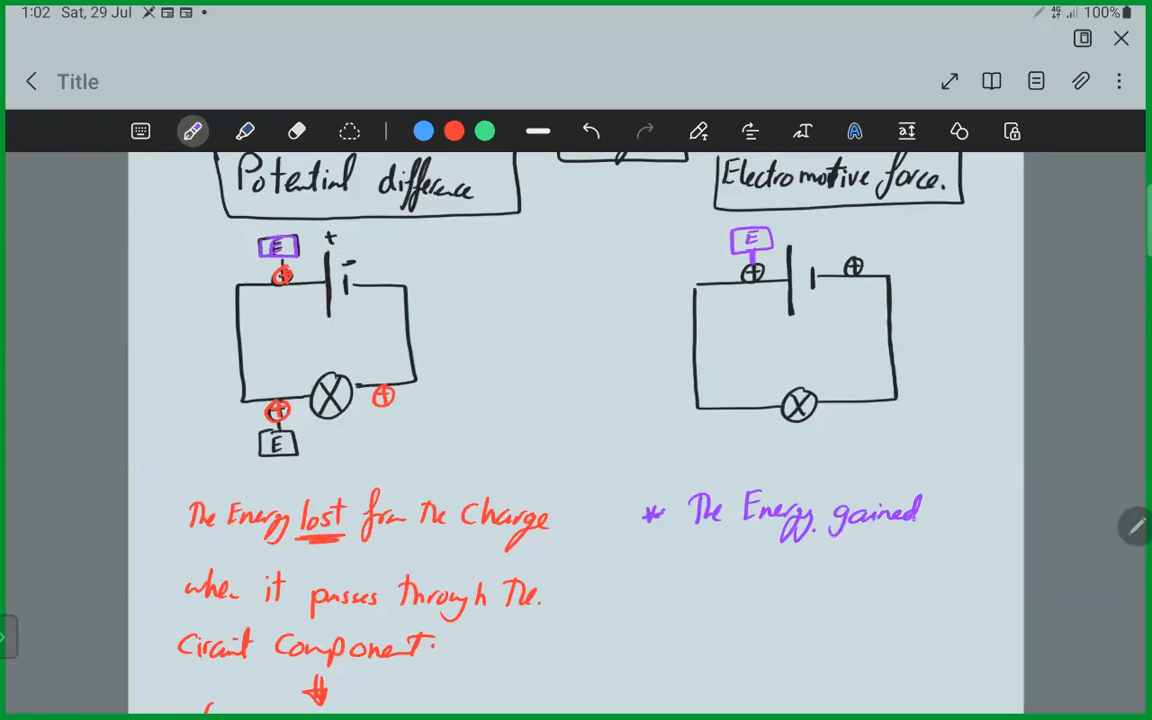 1:02 Sat, 29 Jul
4G 100%
Title
Potential difference
Electromotive force.
E
+
E
+
+
+
+
+
E
The Energy lost from The Charge
when it passes through The.
Circuit Component.
* The Energy gained